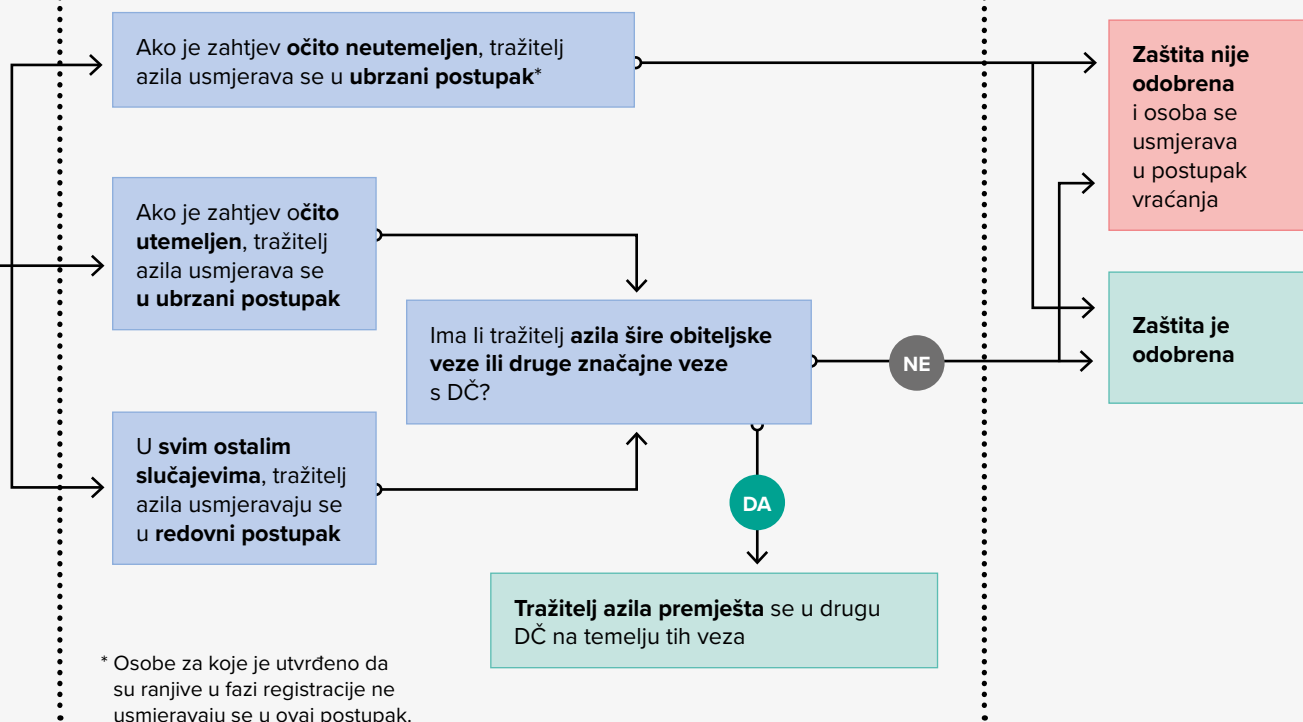 Ako je zahtjev očito neutemeljen, tražitelj
azila usmjerava se u ubrzani postupak*
Ako je zahtjev očito
utemeljen, tražitelj
azila usmjerava se
u ubrzani postupak
U svim ostalim
slučajevima, tražitelj
azila usmjeravaju se
u redovni postupak
Ima li tražitelj azila šire obiteljske
veze ili druge značajne veze
s DČ?
NE
DA
Tražitelj azila premješta se u drugu
DČ na temelju tih veza
Zaštita nije
odobrena
i osoba se
usmjerava
u postupak
vraćanja
Zaštita je
odobrena
* Osobe za koje je utvrđeno da
su ranjive u fazi registracije ne
usmjeravaju se u ovaj postupak.